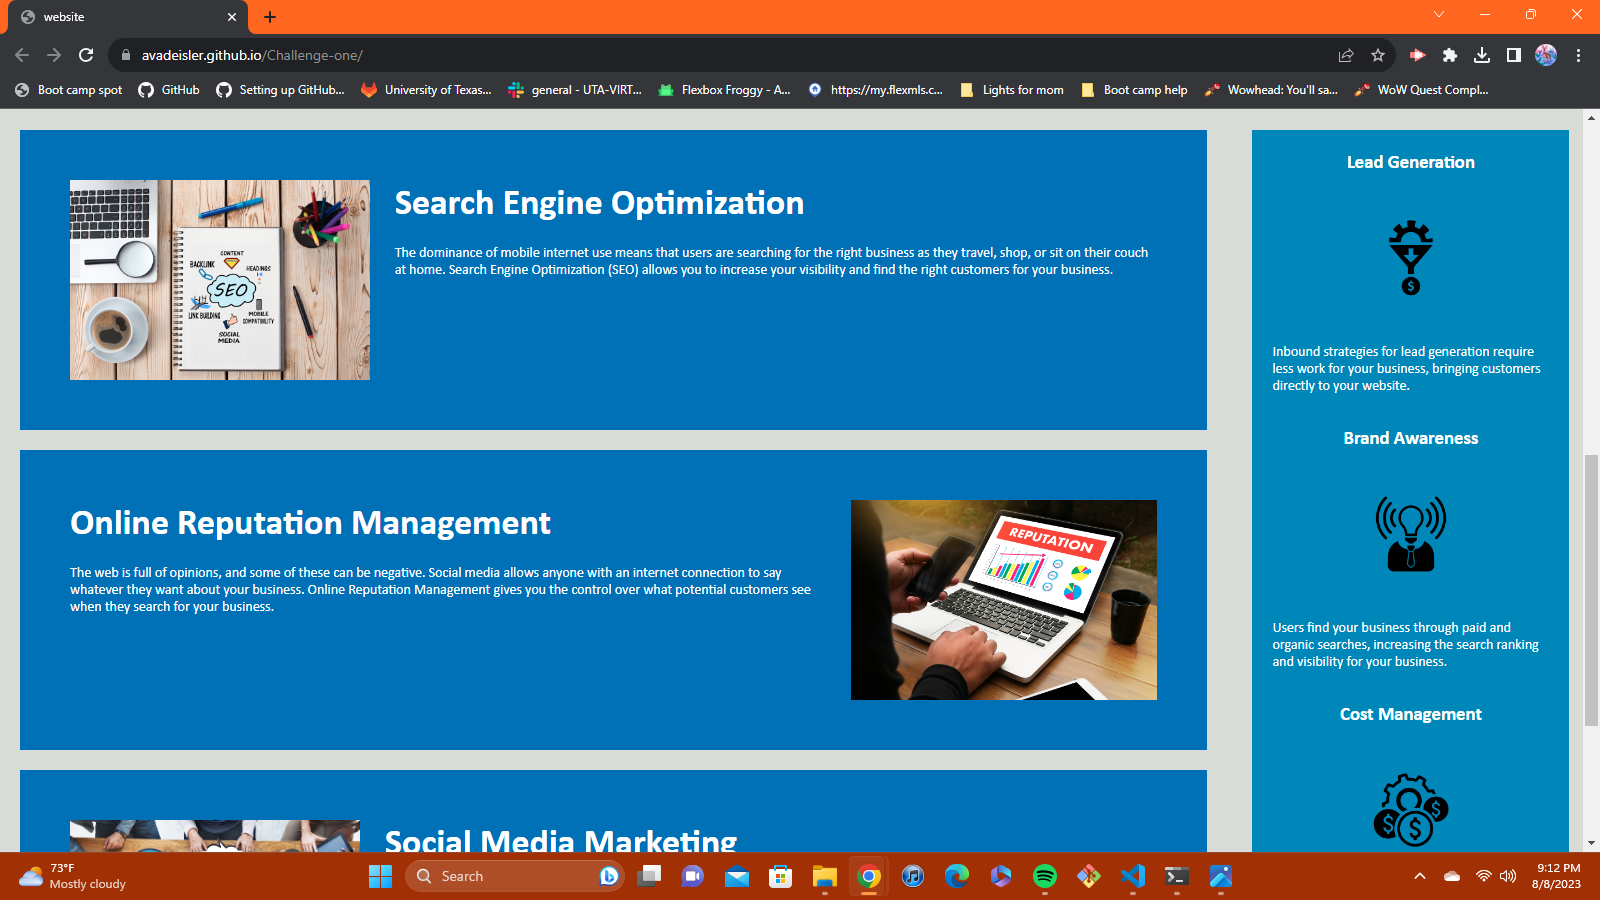 website
avadeisler.github.io/Challenge-one/
Boot camp spot
GitHub
Setting up GitHub...
University of Texas...
general - UTA-VIRT...
Flexbox Froggy - A...
https://my.flexmls.c...
Lights for mom
Boot camp help
Wowhead: You'll sa...
WoW Quest Compl...
CONTENT
BACKLINK
HEADINGS
SEO
LINK BUILDING
MOBILE
COMPATIBILITY
SOCIAL
MEDIA
Search Engine Optimization
The dominance of mobile internet use means that users are searching for the right business as they travel, shop, or sit on their couch
at home. Search Engine Optimization (SEO) allows you to increase your visibility and find the right customers for your business.
Online Reputation Management
The web is full of opinions, and some of these can be negative. Social media allows anyone with an internet connection to say
whatever they want about your business. Online Reputation Management gives you the control over what potential customers see
when they search for your business.
REPUTATION
Social Media Marketing
Lead Generation
$
Inbound strategies for lead generation require
less work for your business, bringing customers
directly to your website.
Brand Awareness
Users find your business through paid and
organic searches, increasing the search ranking
and visibility for your business.
Cost Management
$
$
$
73°F
Mostly cloudy
Search
9:12 PM
8/8/2023